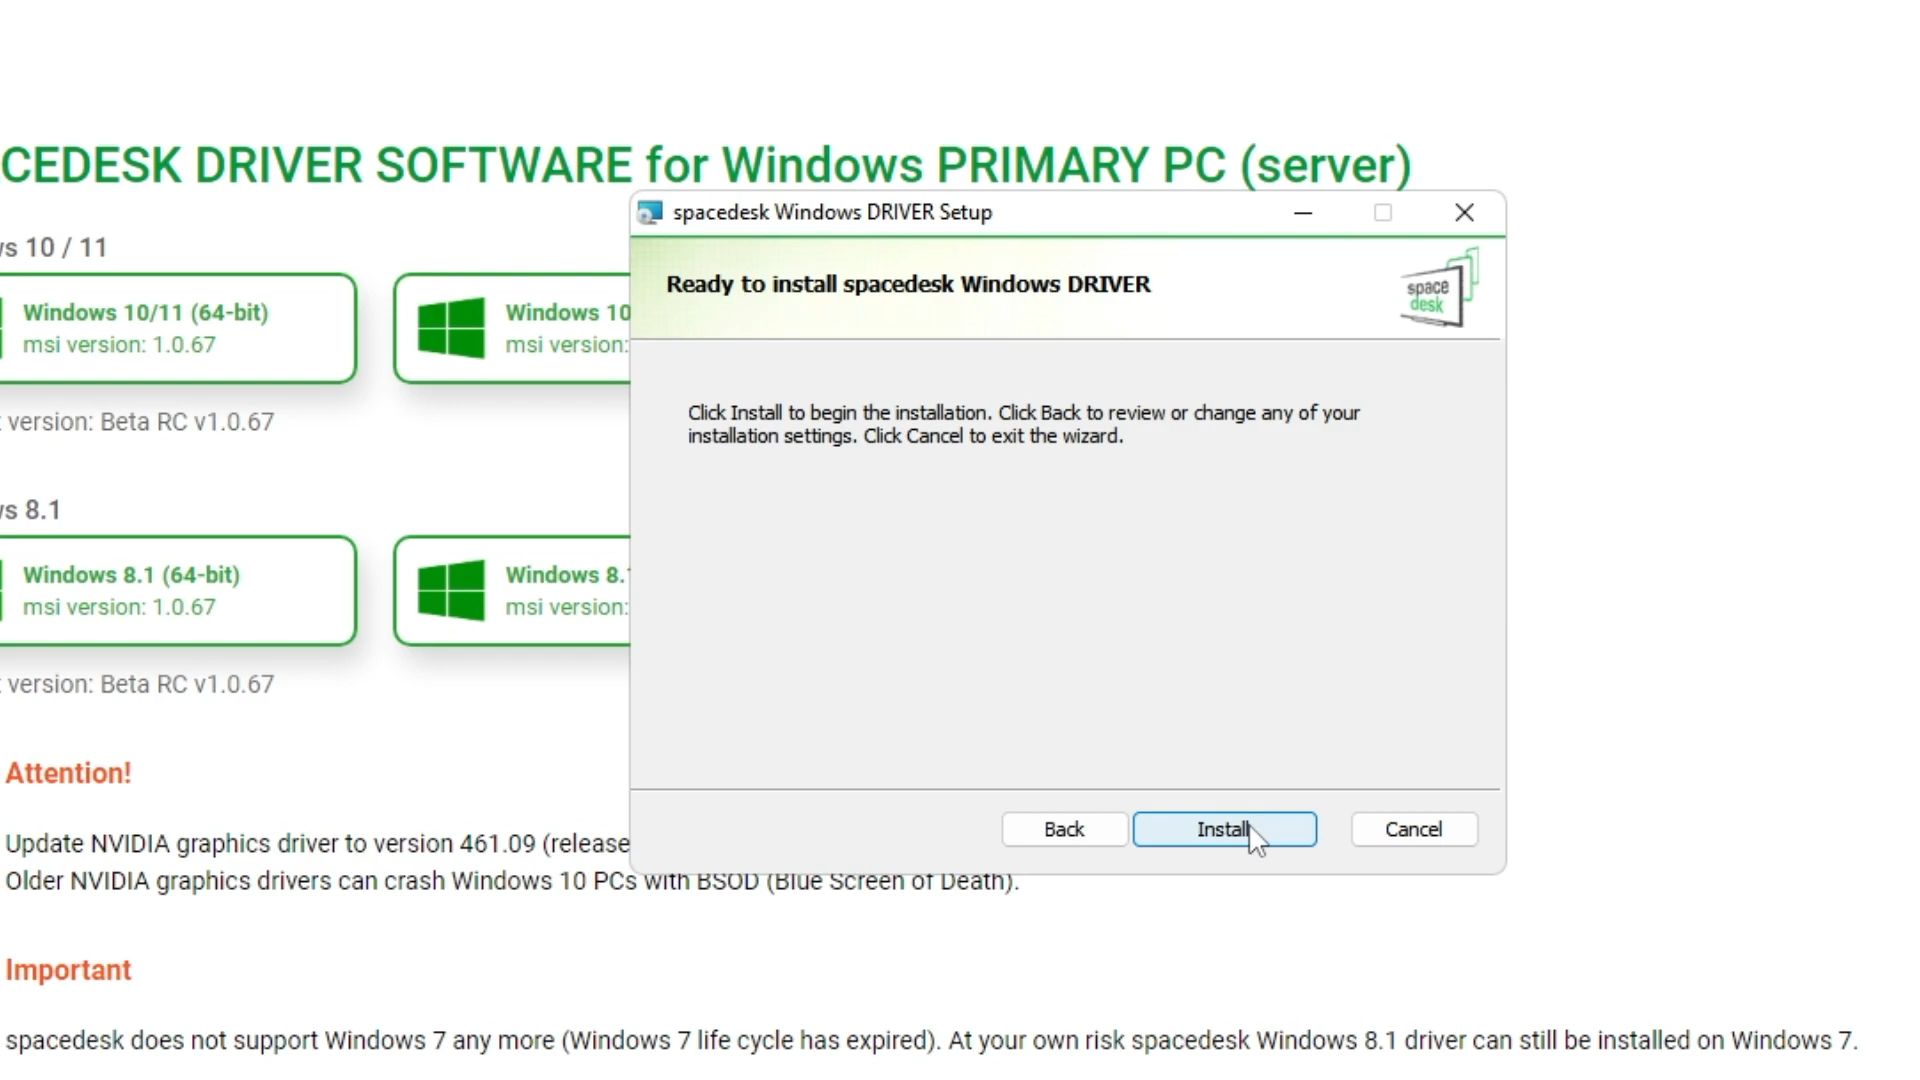 CEDESK DRIVER SOFTWARE for Windows PRIMARY PC (server)
spacedesk Windows DRIVER Setup
s 10 / 11
Ready to install spacedesk Windows DRIVER
space
desk
Windows 10/11 (64-bit)
msi version: 1.0.67
Windows 10
msi version:
version: Beta RC v1.0.67
Click Install to begin the installation. Click Back to review or change any of your
installation settings. Click Cancel to exit the wizard.
s 8.1
Windows 8.1 (64-bit)
msi version: 1.0.67
Windows 8.1
msi version:
version: Beta RC v1.0.67
Attention!
Back
Install
Cancel
Update NVIDIA graphics driver to version 461.09 (release
Older NVIDIA graphics drivers can crash Windows 10 PCs with BSOD (Blue Screen of Death).
Important
spacedesk does not support Windows 7 any more (Windows 7 life cycle has expired). At your own risk spacedesk Windows 8.1 driver can still be installed on Windows 7.